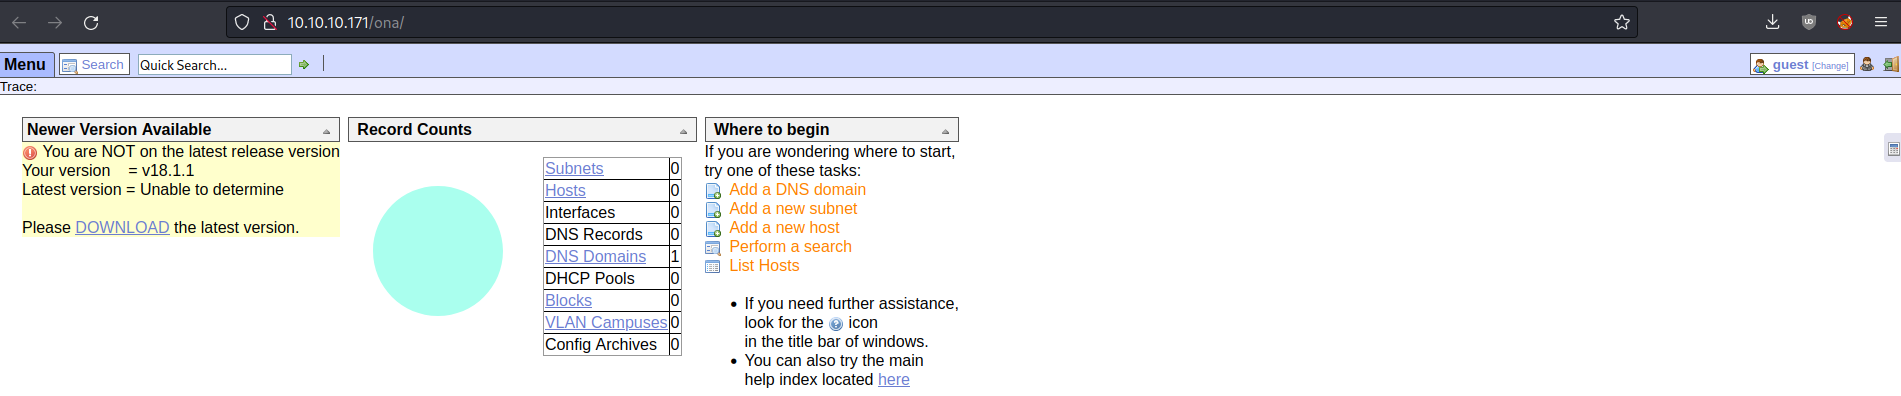 10.10.10.171/ona/
Menu Search Quick Search... guest [Change]
Trace:
Newer Version Available
You are NOT on the latest release version
Your version = v18.1.1
Latest version = Unable to determine
Please DOWNLOAD the latest version.
Record Counts
Subnets 0
Hosts 0
Interfaces 0
DNS Records 0
DNS Domains 1
DHCP Pools 0
Blocks 0
VLAN Campuses 0
Config Archives 0
Where to begin
If you are wondering where to start,
try one of these tasks:
Add a DNS domain
Add a new subnet
Add a new host
Perform a search
List Hosts
• If you need further assistance,
look for the ? icon
in the title bar of windows.
• You can also try the main
help index located here